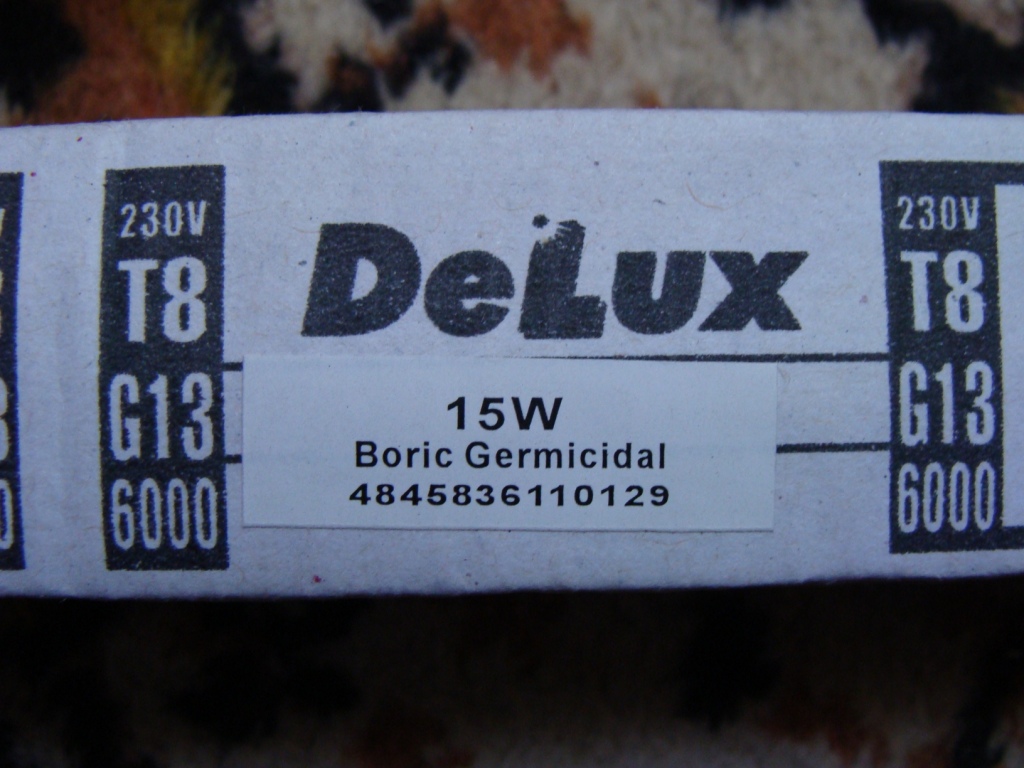 230V
T8
G13
6000
DeLux
15W
Boric Germicidal
4845836110129
230V
T8
G13
6000